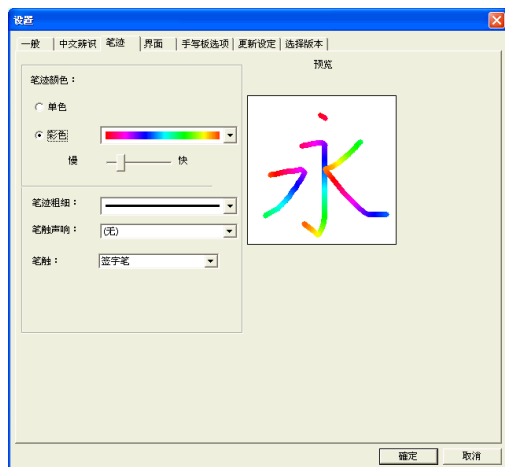 设置
一般 中文辨识 笔迹 界面 手写板选项 更新设定 选择版本
笔迹颜色：
预览
单色
彩色
慢 快
笔迹粗细：
笔触声响： (无)
笔触： 签字笔
永
確定 取消